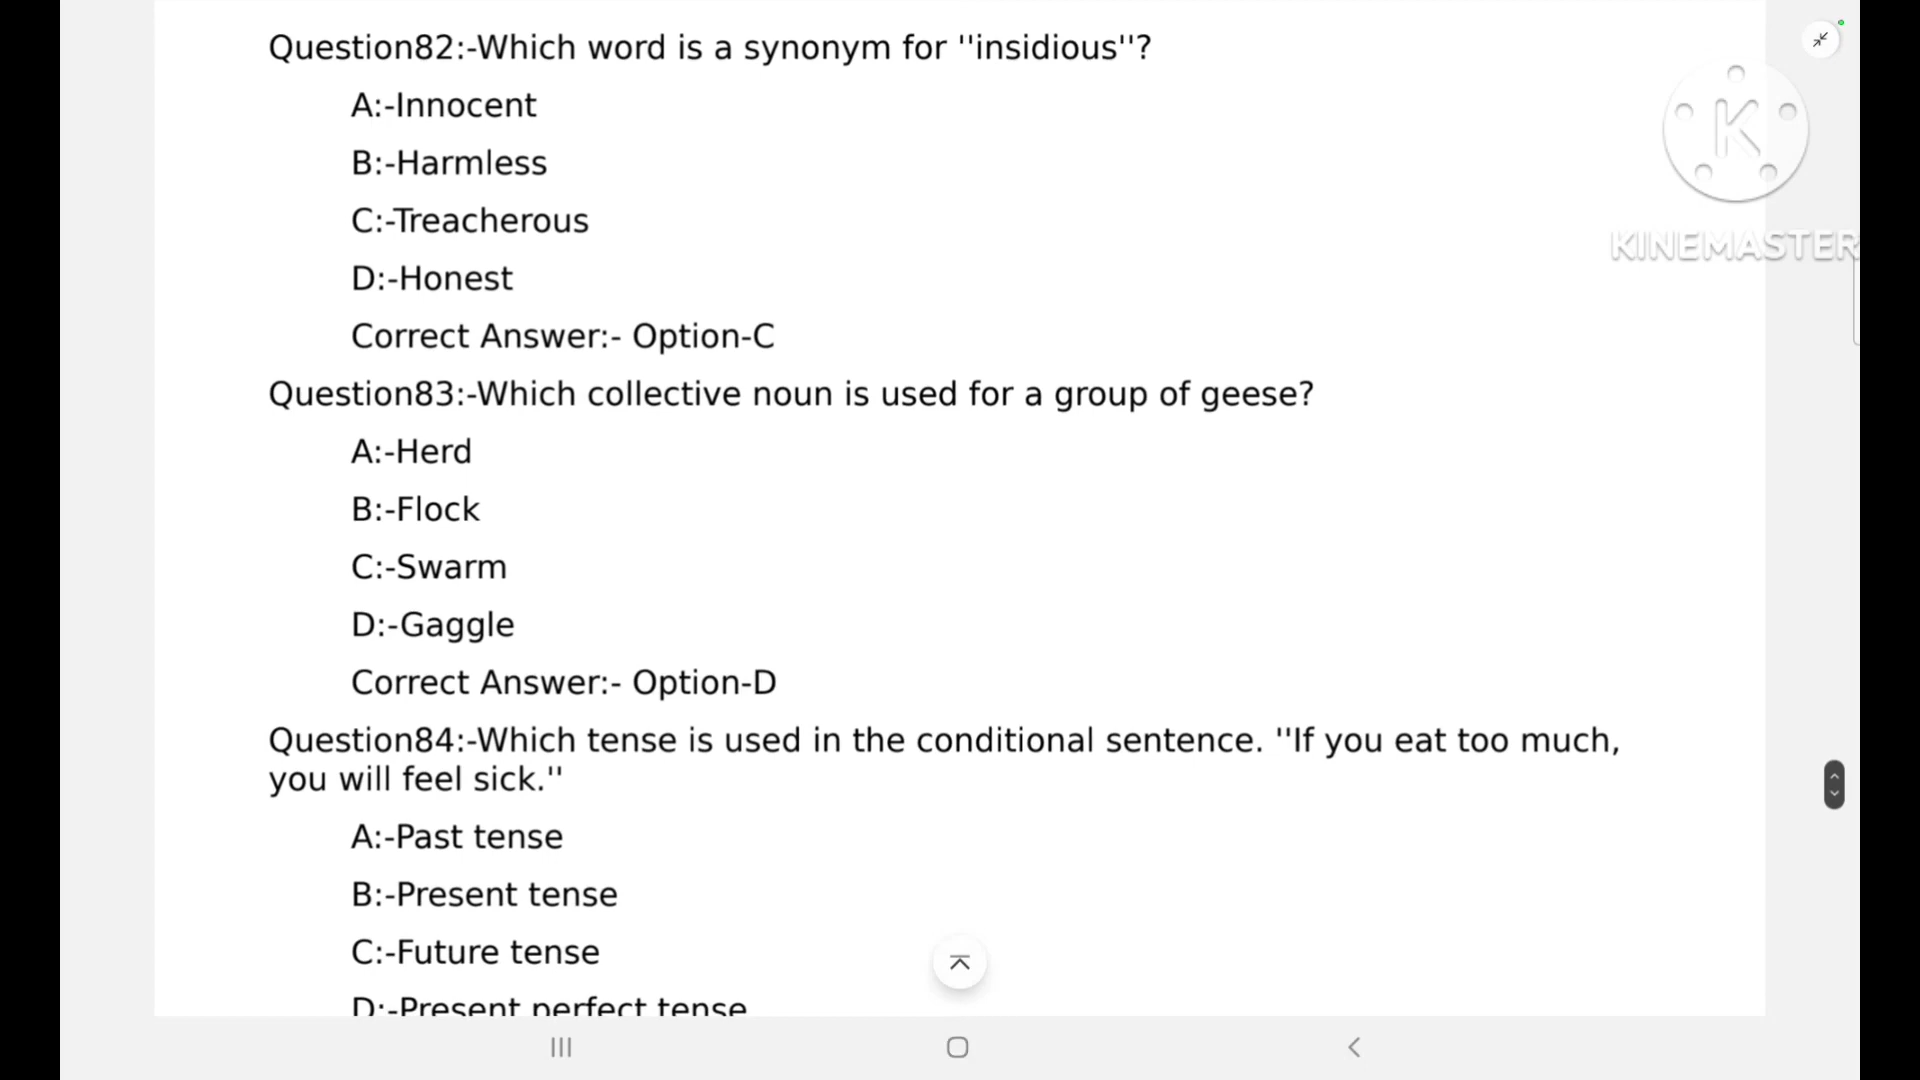 Question82:-Which word is a synonym for ''insidious''?
A:-Innocent
B:-Harmless
C:-Treacherous
D:-Honest
Correct Answer:- Option-C
Question83:-Which collective noun is used for a group of geese?
A:-Herd
B:-Flock
C:-Swarm
D:-Gaggle
Correct Answer:- Option-D
Question84:-Which tense is used in the conditional sentence. ''If you eat too much,
you will feel sick.''
A:-Past tense
B:-Present tense
C:-Future tense
D:-Present perfect tense
K
KINEMASTER